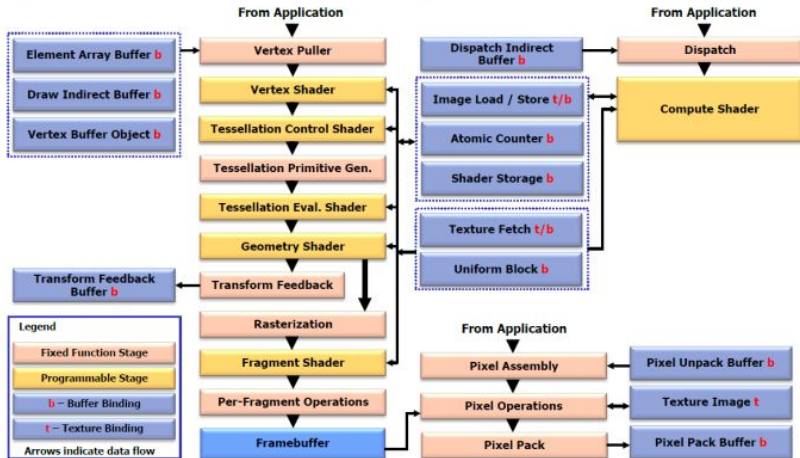 From Application
Element Array Buffer b
Draw Indirect Buffer b
Vertex Buffer Object b
Vertex Puller
Vertex Shader
Tessellation Control Shader
Tessellation Primitive Gen.
Tessellation Eval. Shader
Geometry Shader
Transform Feedback
Transform Feedback
Buffer b
Rasterization
Fragment Shader
Per-Fragment Operations
Framebuffer
Legend
Fixed Function Stage
Programmable Stage
b – Buffer Binding
t – Texture Binding
Arrows indicate data flow
From Application
Dispatch Indirect
Buffer b
Dispatch
Image Load / Store t/b
Atomic Counter b
Shader Storage b
Compute Shader
Texture Fetch t/b
Uniform Block b
From Application
Pixel Assembly
Pixel Operations
Pixel Pack
Pixel Unpack Buffer b
Texture Image t
Pixel Pack Buffer b